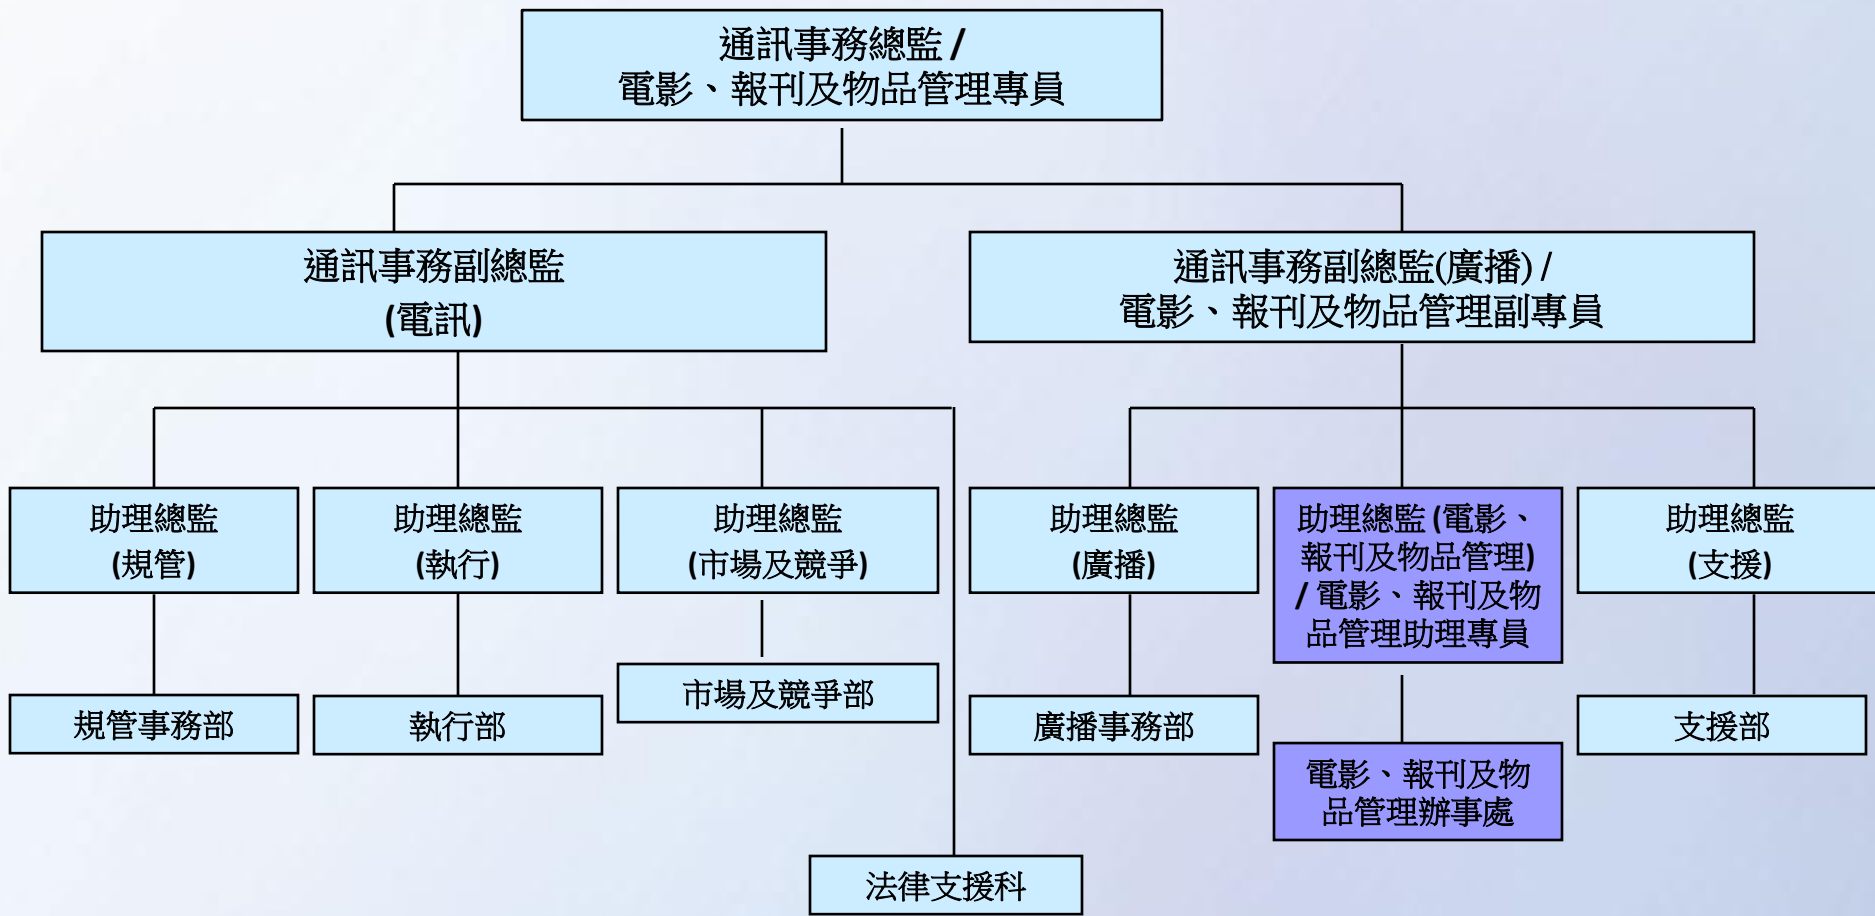 通訊事務總監 /
電影、報刊及物品管理專員
通訊事務副總監
(電訊)
通訊事務副總監(廣播) /
電影、報刊及物品管理副專員
助理總監
(規管)
助理總監
(執行)
助理總監
(市場及競爭)
助理總監
(廣播)
助理總監 (電影、
報刊及物品管理)
/ 電影、報刊及物
品管理助理專員
助理總監
(支援)
規管事務部
執行部
市場及競爭部
廣播事務部
電影、報刊及物
品管理辦事處
支援部
法律支援科